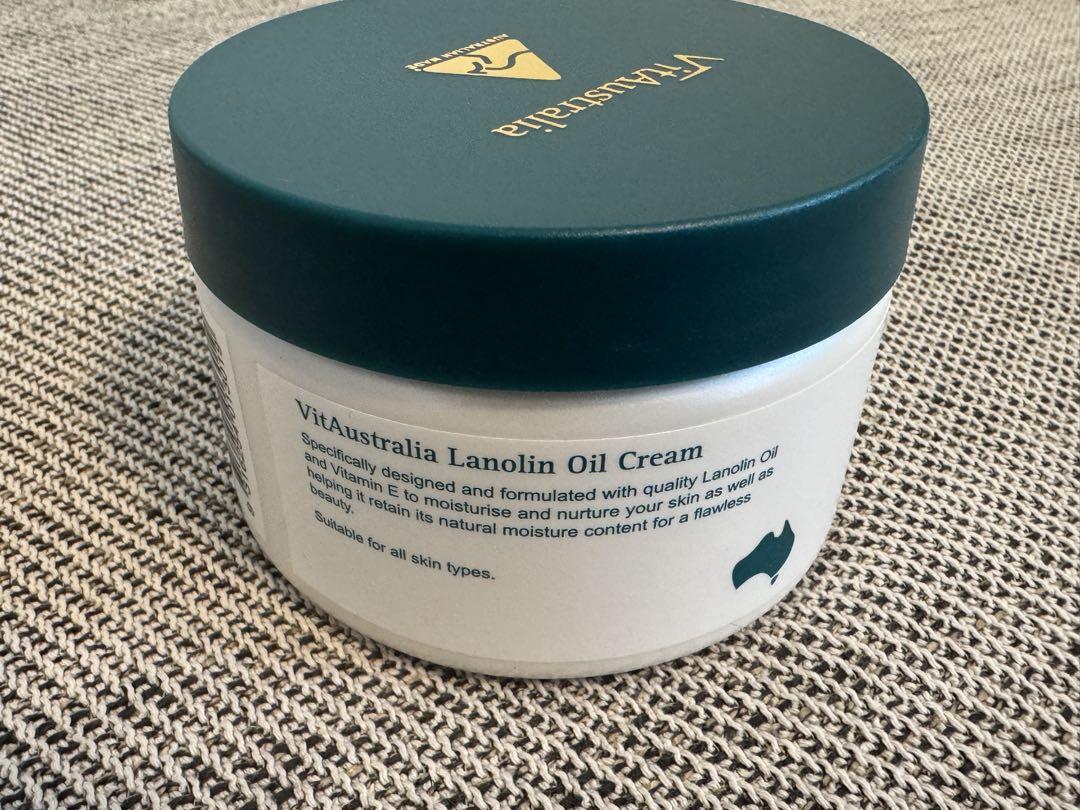 VitAustralia
AUSTRALIAN MADE
VitAustralia Lanolin Oil Cream
Specifically designed and formulated with quality Lanolin Oil
and Vitamin E to moisturise and nurture your skin as well as
helping it retain its natural moisture content for a flawless
beauty.
Suitable for all skin types.